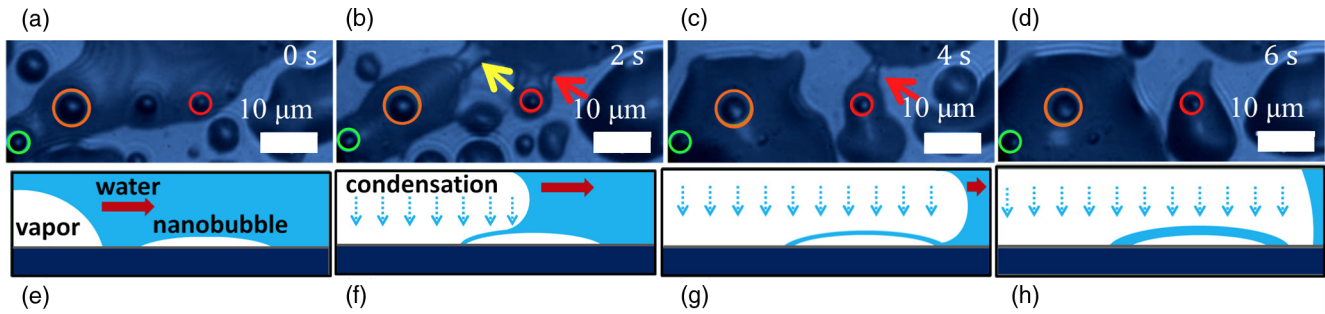 (a) (b) (c) (d)
0 s 2 s 4 s 6 s
10 μm 10 μm 10 μm 10 μm
water condensation
vapor nanobubble
(e) (f) (g) (h)